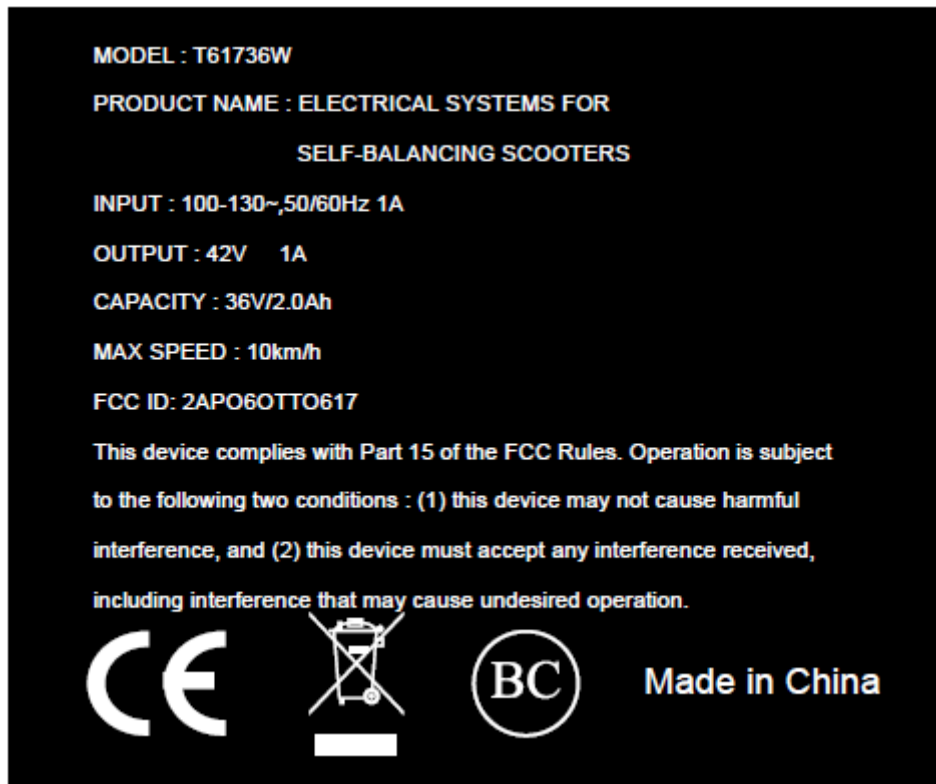 MODEL : T61736W
PRODUCT NAME : ELECTRICAL SYSTEMS FOR
SELF-BALANCING SCOOTERS
INPUT : 100-130~,50/60Hz 1A
OUTPUT : 42V 1A
CAPACITY : 36V/2.0Ah
MAX SPEED : 10km/h
FCC ID: 2APO6OTTO617
This device complies with Part 15 of the FCC Rules. Operation is subject
to the following two conditions : (1) this device may not cause harmful
interference, and (2) this device must accept any interference received,
including interference that may cause undesired operation.
CE BC Made in China